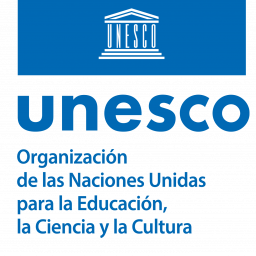 UNESCO
unesco
Organización
de las Naciones Unidas
para la Educación,
la Ciencia y la Cultura